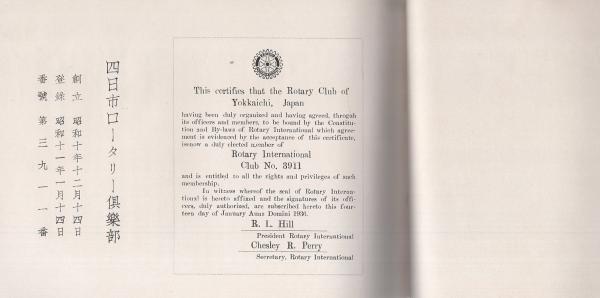 四日市ロータリー倶樂部
創立 昭和十年十二月十四日
登録 昭和十一年一月十四日
番號 第三九一一番
This certifies that the Rotary Club of
Yokkaichi, Japan
having been duly organized and having agreed, through
its officers and members, to be bound by the Constitu-
tion and By-laws of Rotary International which agree-
ment is evidenced by the acceptance of this certificate,
isnow a duly elected member of
Rotary International
Club No. 3911
and is entitled to all the rights and privileges of such
membership.
In witness whereof the seal of Rotary Interna-
tional is hereto affixed and the signatures of its offi-
cers, duly authorized, are subscribed hereto this four-
teen day of January Anno Domini 1936.
R. L. Hill
President Rotary International
Chesley R. Perry
Secretary, Rotary International